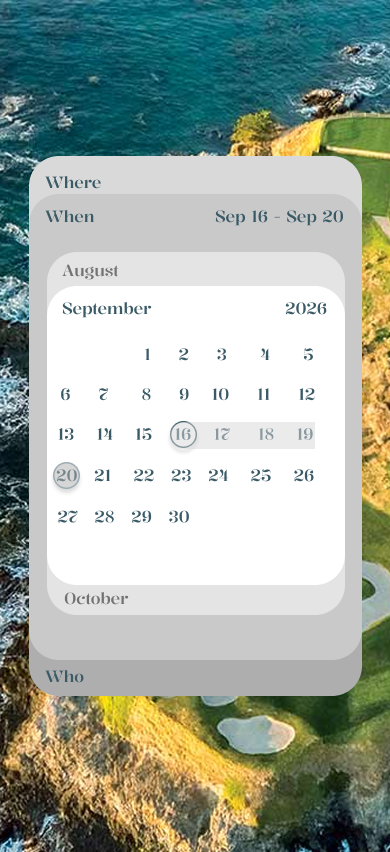 Where
When Sep 16 - Sep 20
August
September 2026
1 2 3 4 5
6 7 8 9 10 11 12
13 14 15 16 17 18 19
20 21 22 23 24 25 26
27 28 29 30
October
Who